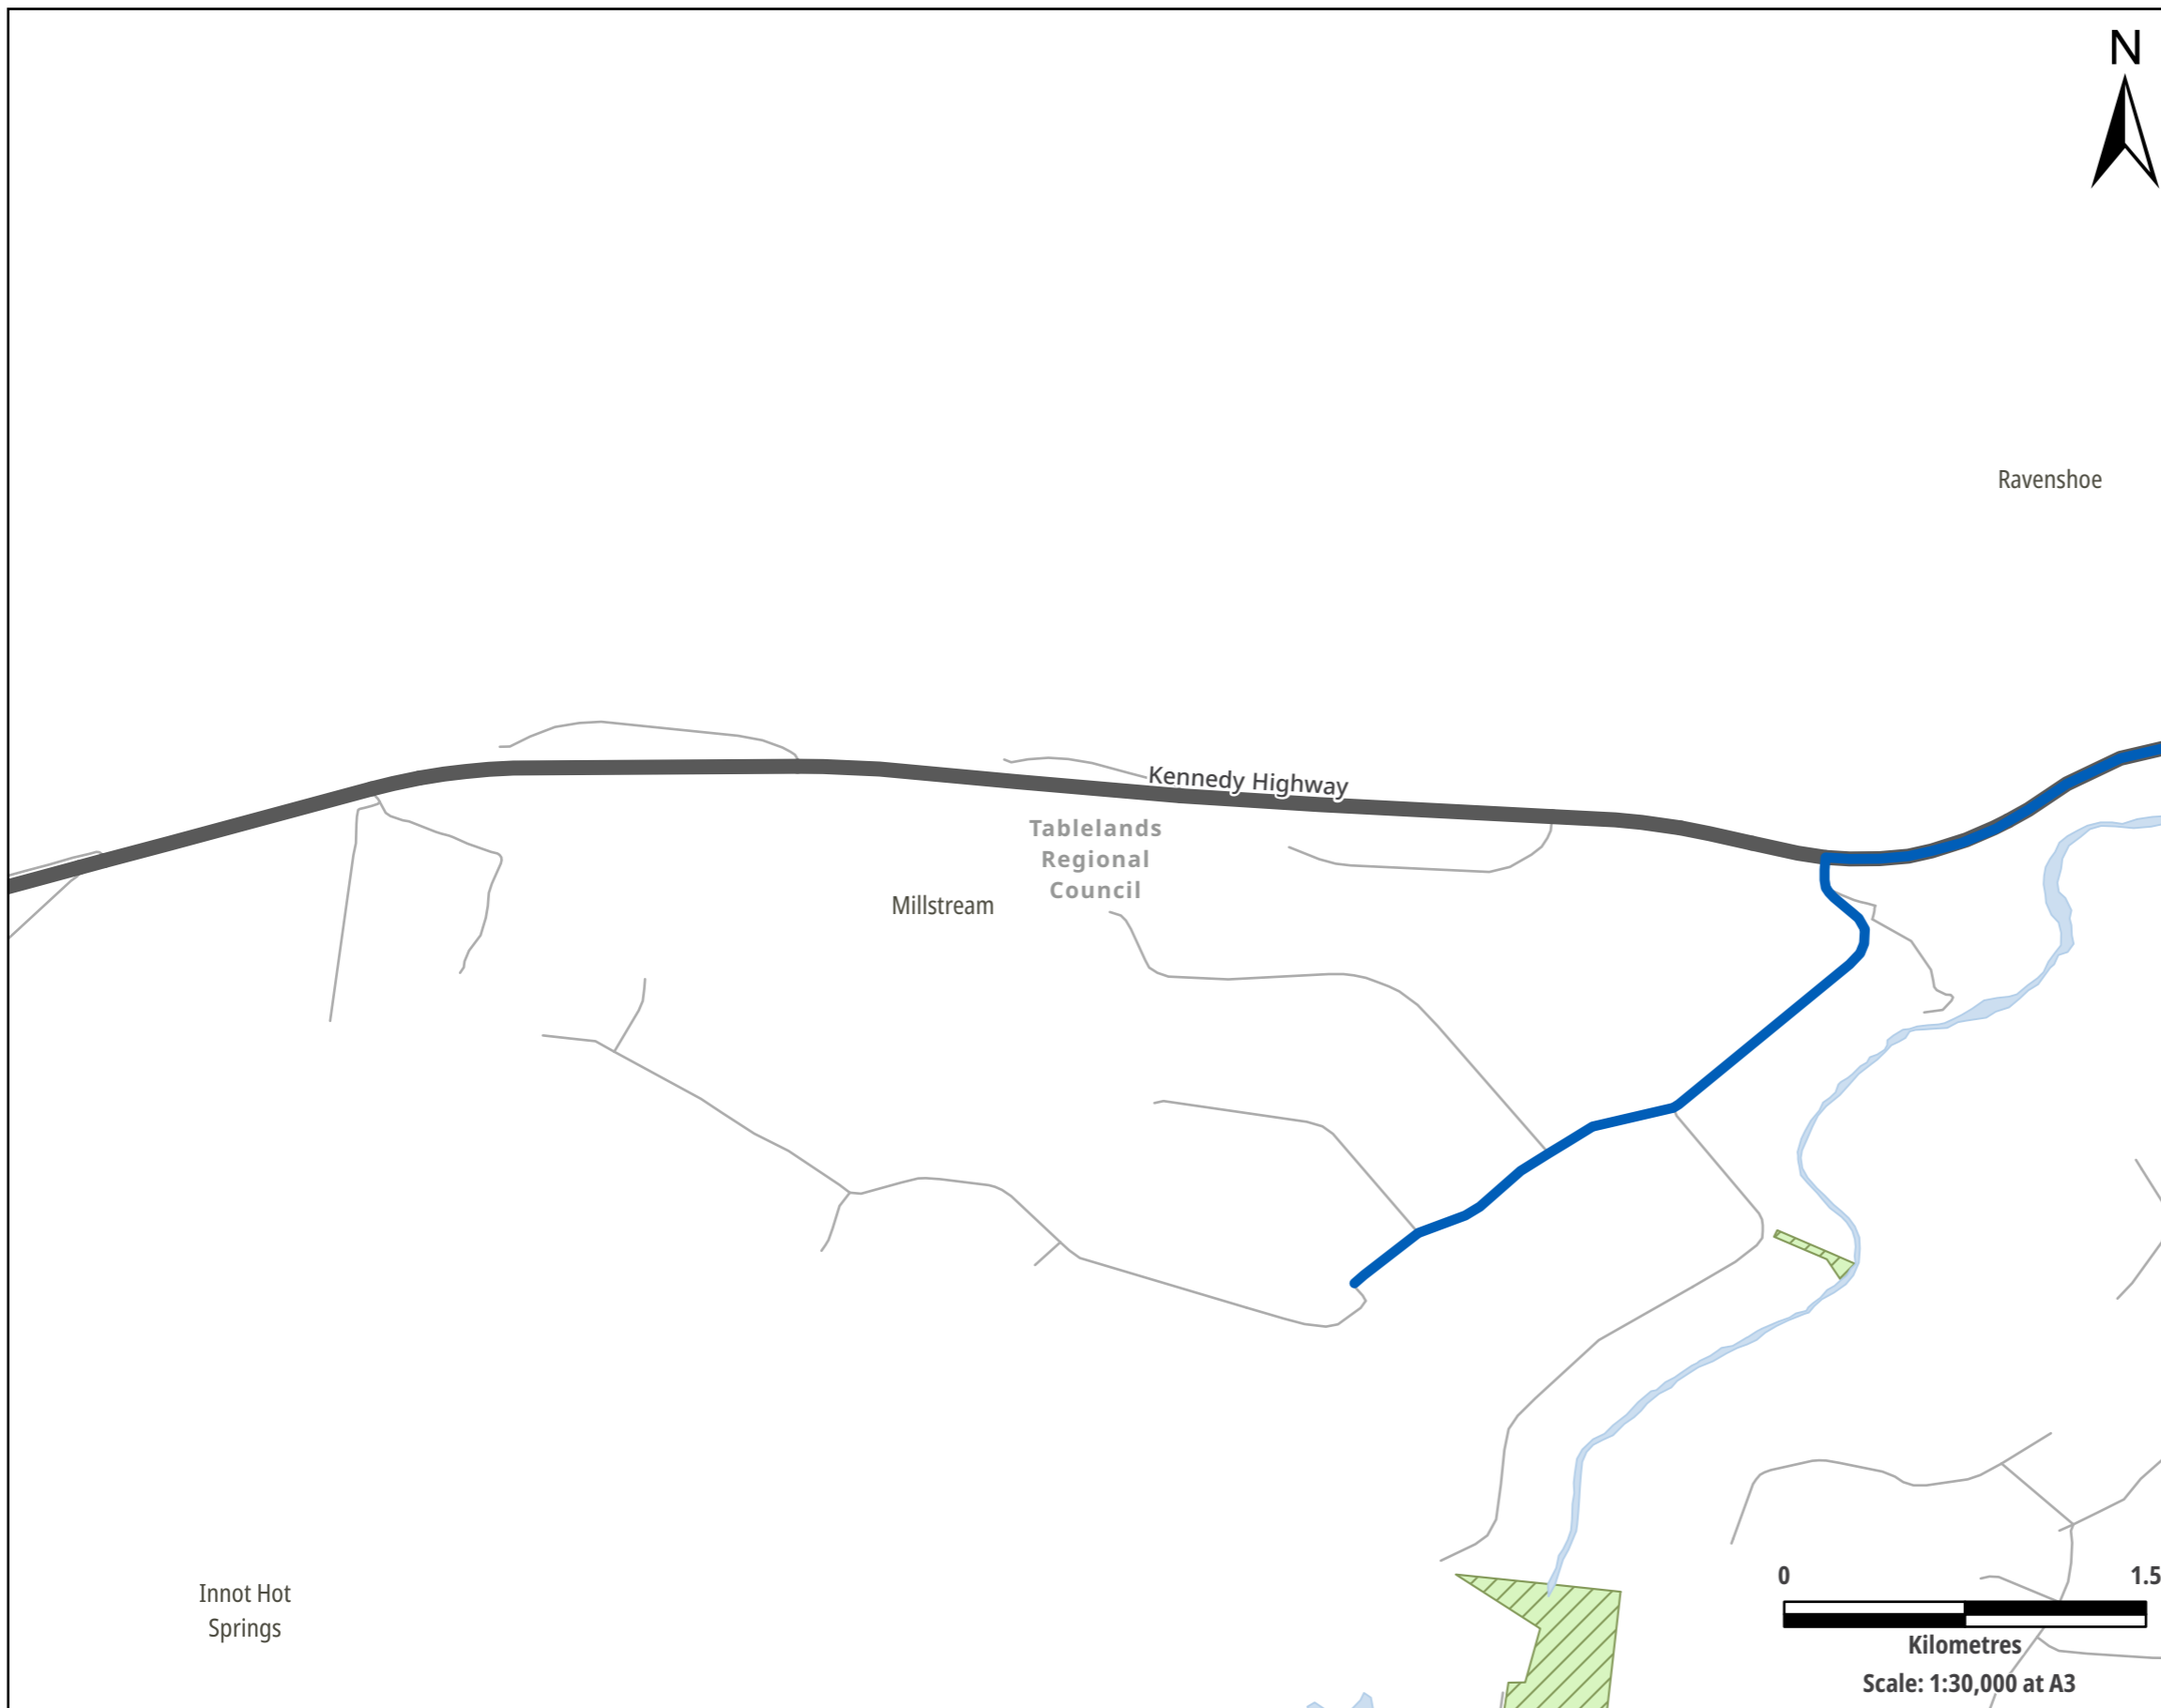 N
Ravenshoe
Kennedy Highway
Tablelands
Regional
Council
Millstream
Innot Hot
Springs
0 1.5
Kilometres
Scale: 1:30,000 at A3